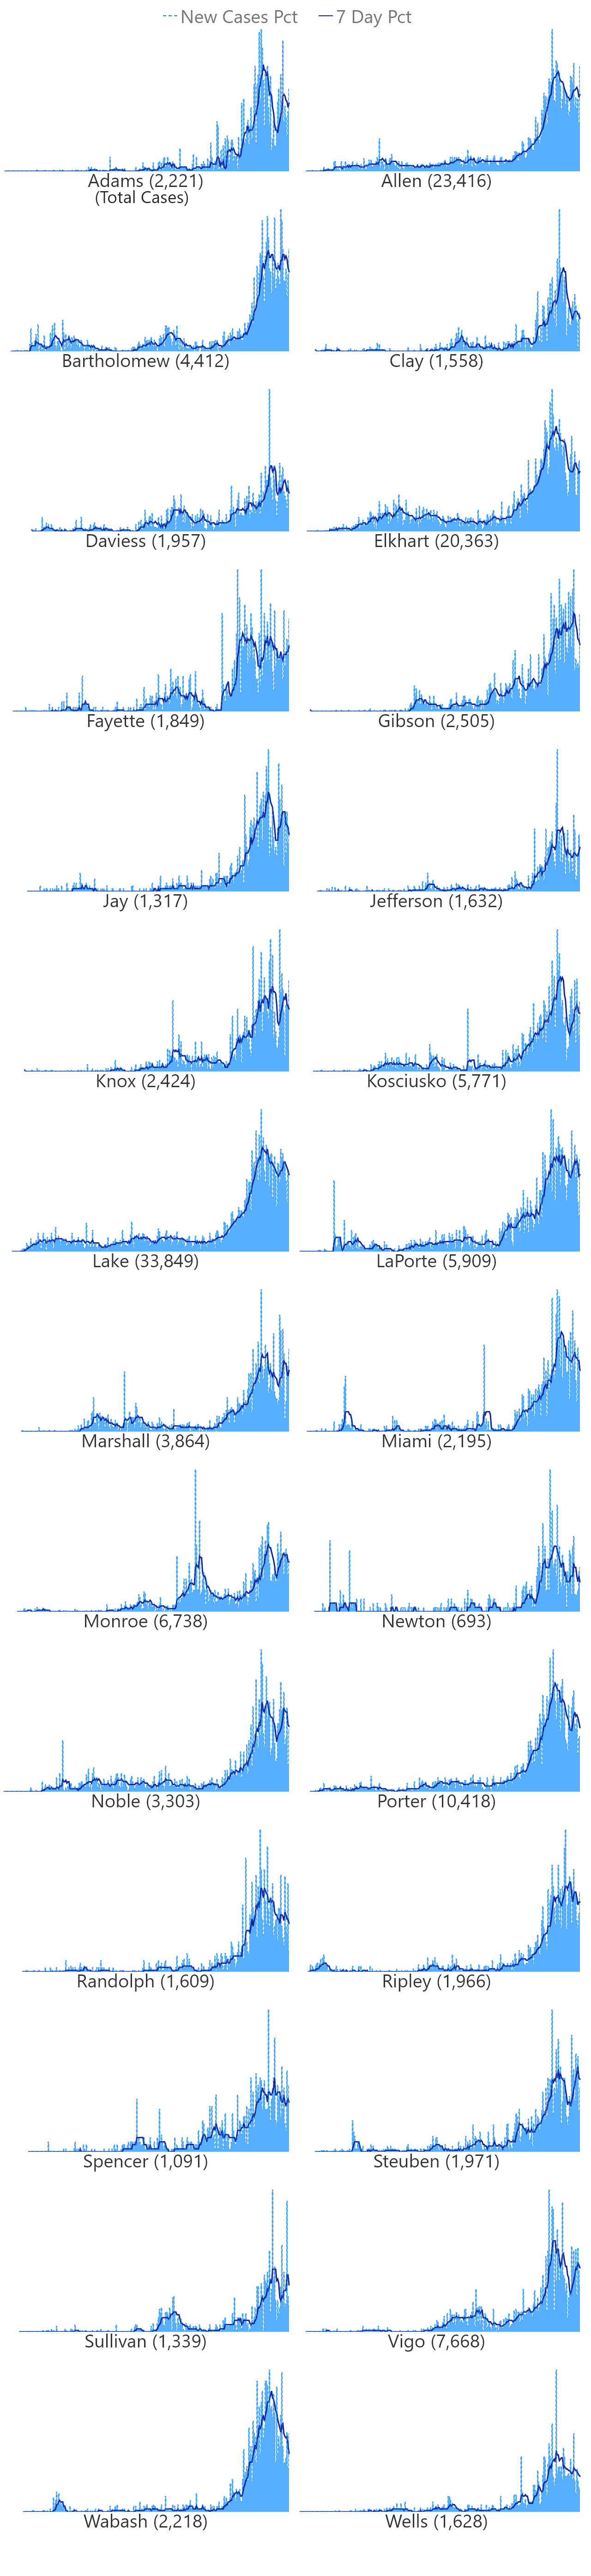 New Cases Pct 7 Day Pct
Adams (2,221) Allen (23,416)
(Total Cases)
Bartholomew (4,412) Clay (1,558)
Daviess (1,957) Elkhart (20,363)
Fayette (1,849) Gibson (2,505)
Jay (1,317) Jefferson (1,632)
Knox (2,424) Kosciusko (5,771)
Lake (33,849) LaPorte (5,909)
Marshall (3,864) Miami (2,195)
Monroe (6,738) Newton (693)
Noble (3,303) Porter (10,418)
Randolph (1,609) Ripley (1,966)
Spencer (1,091) Steuben (1,971)
Sullivan (1,339) Vigo (7,668)
Wabash (2,218) Wells (1,628)